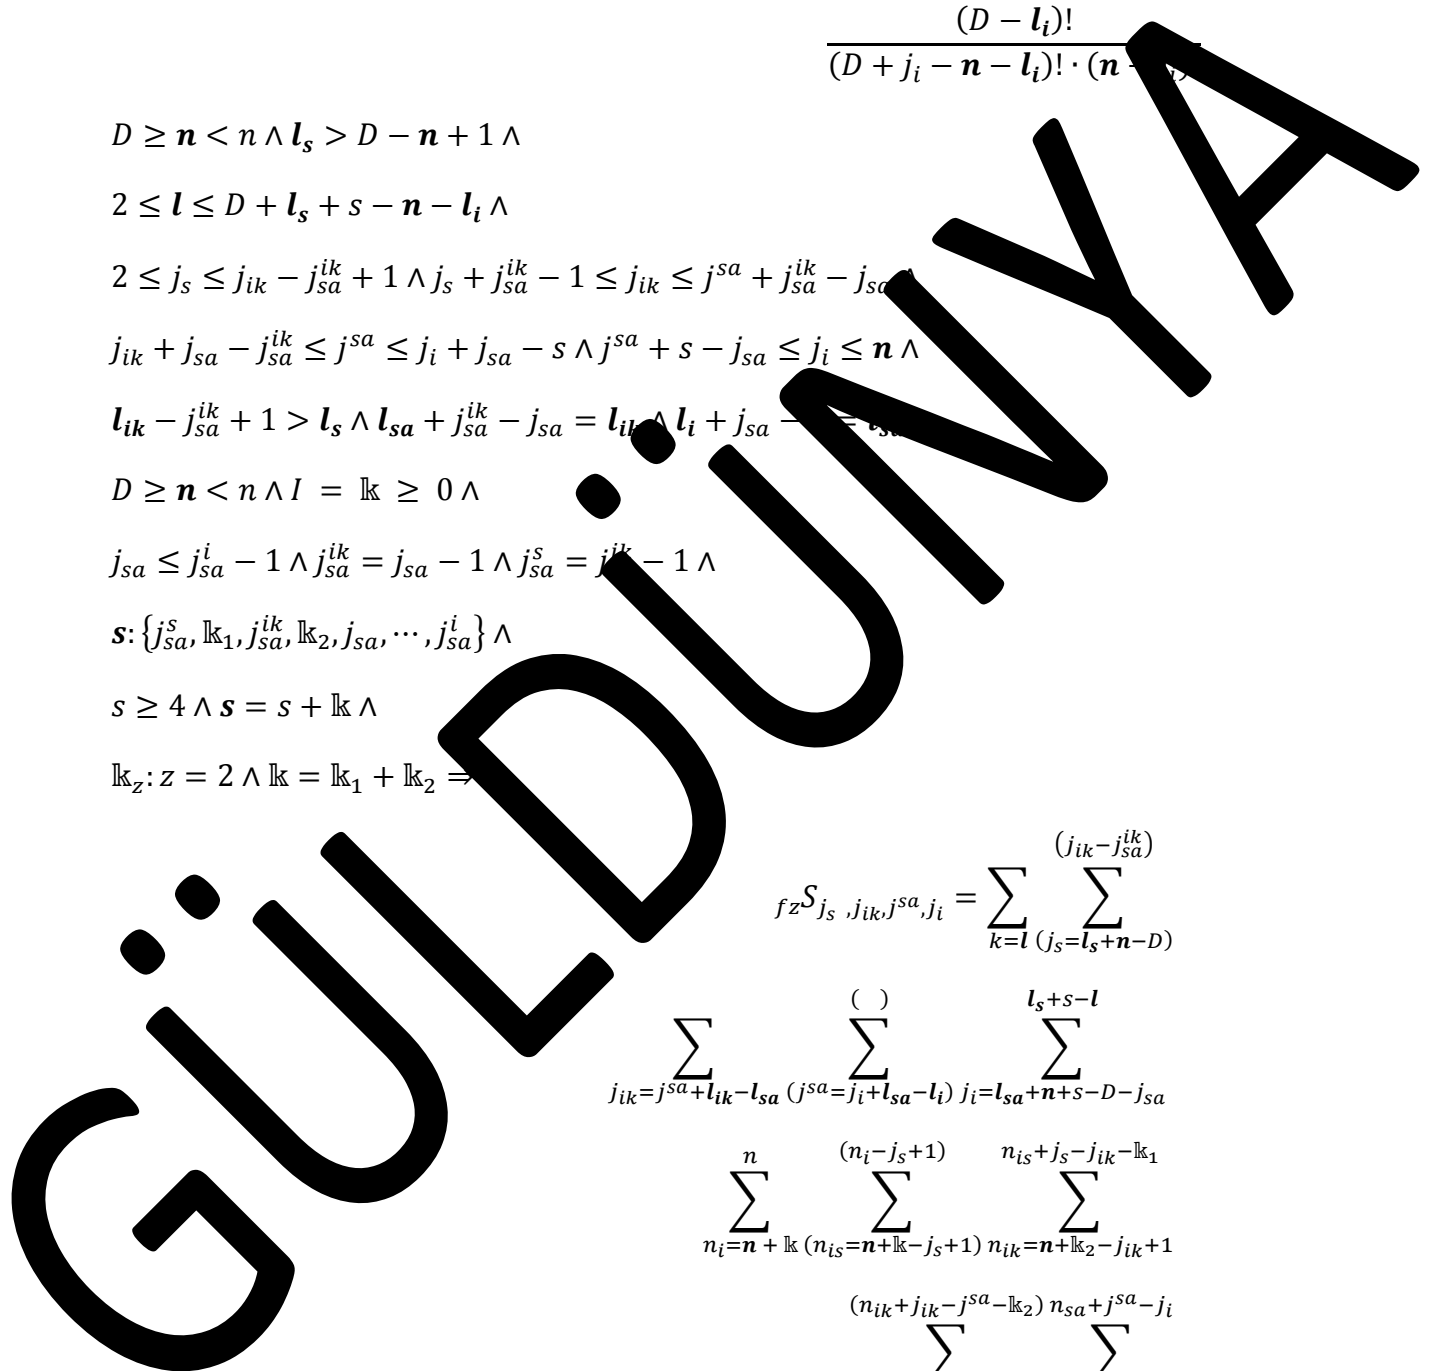 (D − l_i)!
(D + j_i − n − l_i)! · (n
D ≥ n < n ∧ l_s > D − n + 1 ∧
2 ≤ l ≤ D + l_s + s − n − l_i ∧
2 ≤ j_s ≤ j_ik − j_sa^ik + 1 ∧ j_s + j_sa^ik − 1 ≤ j_ik ≤ j^sa + j_sa^ik − j_sa ∧
j_ik + j_sa − j_sa^ik ≤ j^sa ≤ j_i + j_sa − s ∧ j^sa + s − j_sa ≤ j_i ≤ n ∧
l_ik − j_sa^ik + 1 > l_s ∧ l_sa + j_sa^ik − j_sa = l_ik ∧ l_i + j_sa − = l_sa
D ≥ n < n ∧ I = 𝕜 ≥ 0 ∧
j_sa ≤ j_sa^i − 1 ∧ j_sa^ik = j_sa − 1 ∧ j_sa^s = j^ik − 1 ∧
s: {j_sa^s, 𝕜_1, j_sa^ik, 𝕜_2, j_sa, ⋯ , j_sa^i} ∧
s ≥ 4 ∧ s = s + 𝕜 ∧
𝕜_z: z = 2 ∧ 𝕜 = 𝕜_1 + 𝕜_2 ⇒
(j_ik−j_sa^ik)
_fz S_{j_s ,j_ik,j^sa,j_i} = ∑ ∑
k=l (j_s=l_s+n−D)
( ) l_s+s−l
∑ ∑ ∑
j_ik=j^sa+l_ik−l_sa (j^sa=j_i+l_sa−l_i) j_i=l_sa+n+s−D−j_sa
n (n_i−j_s+1) n_is+j_s−j_ik−𝕜_1
∑ ∑ ∑
n_i=n+𝕜 (n_is=n+𝕜−j_s+1) n_ik=n+𝕜_2−j_ik+1
(n_ik+j_ik−j^sa−𝕜_2) n_sa+j^sa−j_i
∑ ∑
GÜLDÜNYA